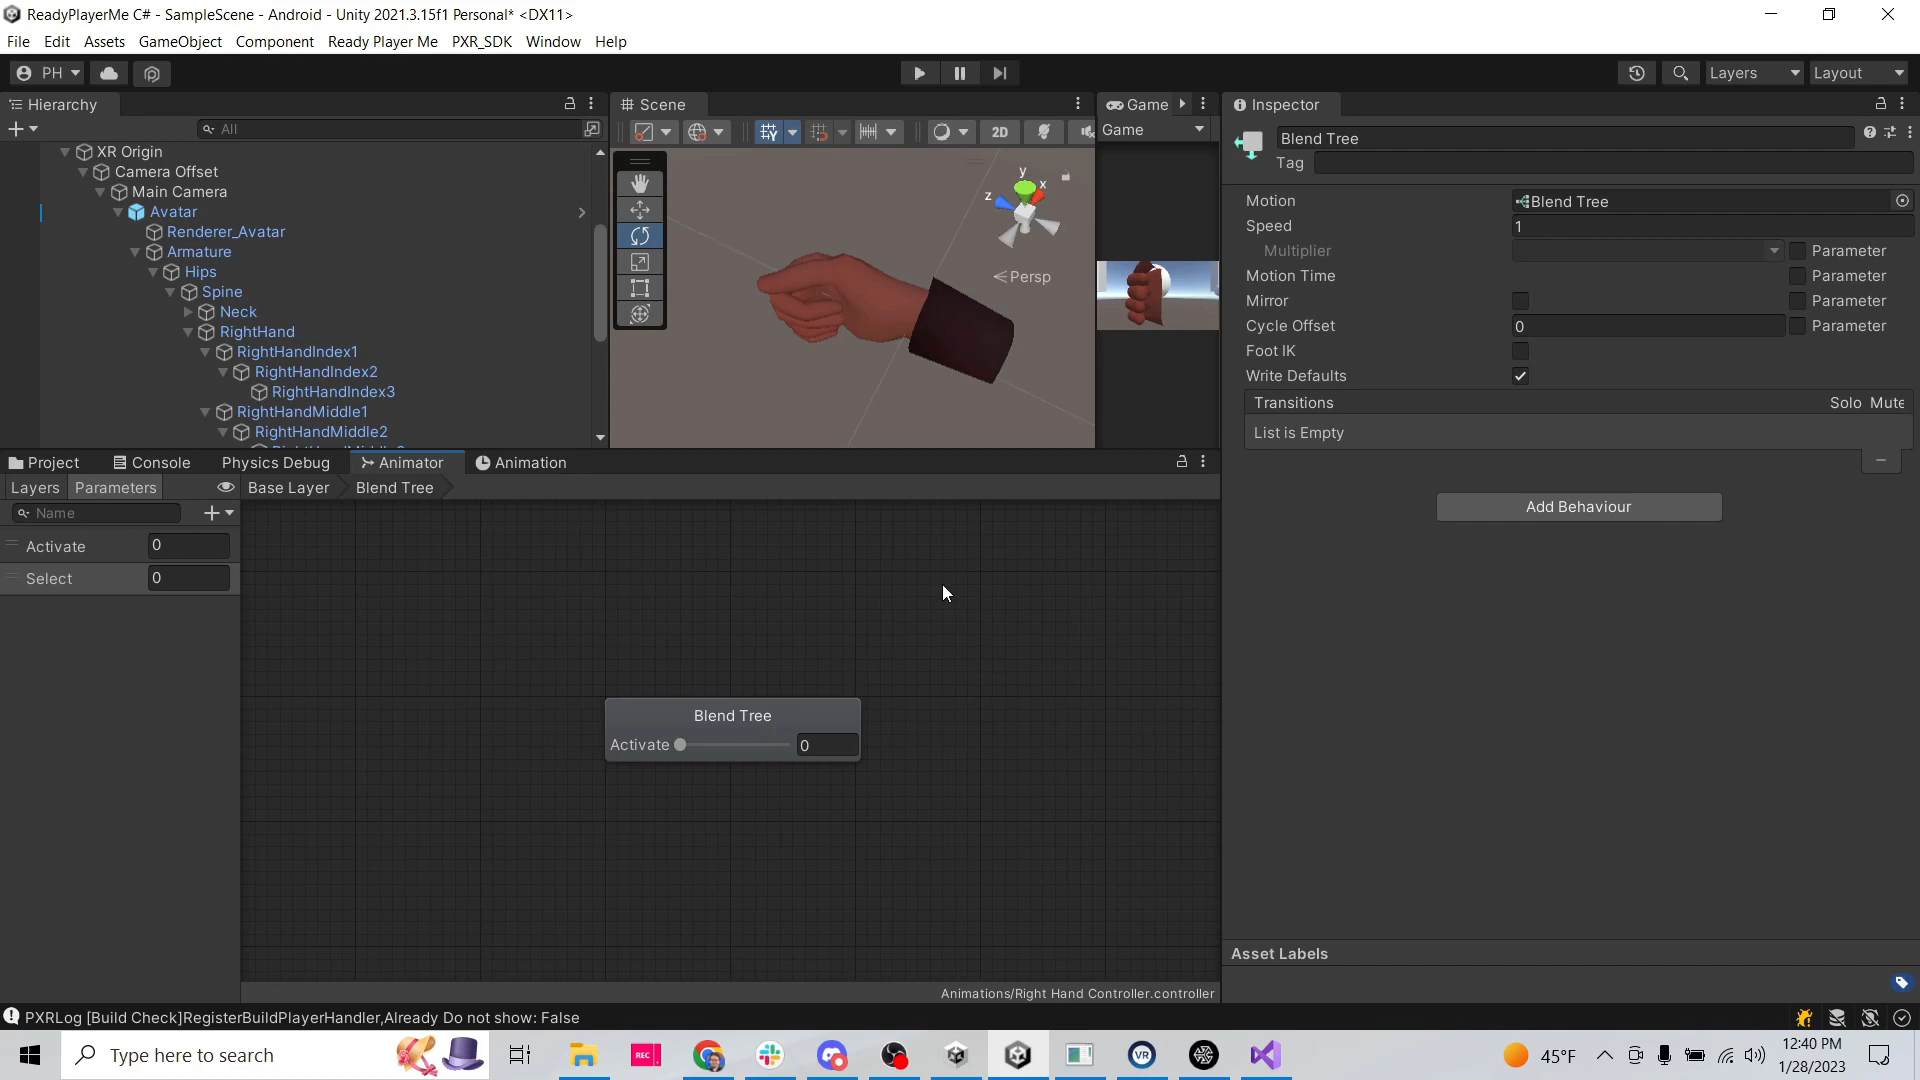 ReadyPlayerMe C# - SampleScene - Android - Unity 2021.3.15f1 Personal* <DX11>
File Edit Assets GameObject Component Ready Player Me PXR_SDK Window Help
PH Layers Layout
Hierarchy
All
XR Origin
Camera Offset
Main Camera
Avatar
Renderer_Avatar
Armature
Hips
Spine
Neck
RightHand
RightHandIndex1
RightHandIndex2
RightHandIndex3
RightHandMiddle1
RightHandMiddle2
Scene
2D
y
x
z
Persp
Game
Game
Inspector
Blend Tree
Tag
Motion Blend Tree
Speed 1
Multiplier Parameter
Motion Time Parameter
Mirror Parameter
Cycle Offset 0 Parameter
Foot IK
Write Defaults
Transitions Solo Mute
List is Empty
Add Behaviour
Asset Labels
Project Console Physics Debug Animator Animation
Layers Parameters Base Layer Blend Tree
Name
Activate 0
Select 0
Blend Tree
Activate 0
Animations/Right Hand Controller.controller
PXRLog [Build Check]RegisterBuildPlayerHandler,Already Do not show: False
Type here to search
REC
VR
45°F
12:40 PM
1/28/2023